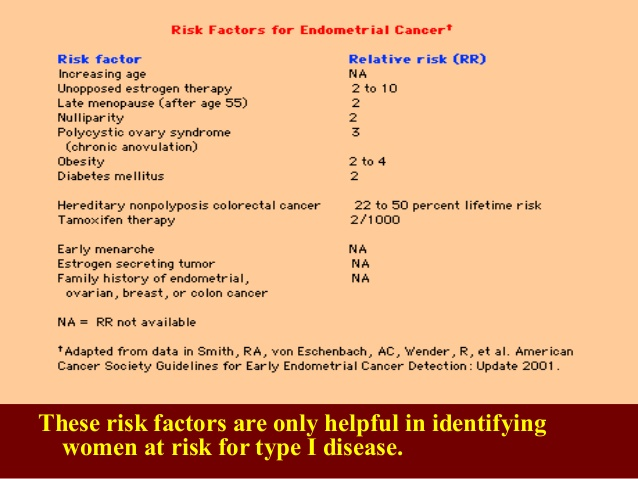 Risk Factors for Endometrial Cancer†
Risk factor Relative risk (RR)
Increasing age NA
Unopposed estrogen therapy 2 to 10
Late menopause (after age 55) 2
Nulliparity 2
Polycystic ovary syndrome 3
(chronic anovulation)
Obesity 2 to 4
Diabetes mellitus 2
Hereditary nonpolyposis colorectal cancer 22 to 50 percent lifetime risk
Tamoxifen therapy 2/1000
Early menarche NA
Estrogen secreting tumor NA
Family history of endometrial, NA
ovarian, breast, or colon cancer
NA = RR not available
†Adapted from data in Smith, RA, von Eschenbach, AC, Wender, R, et al. American
Cancer Society Guidelines for Early Endometrial Cancer Detection: Update 2001.
These risk factors are only helpful in identifying
women at risk for type I disease.